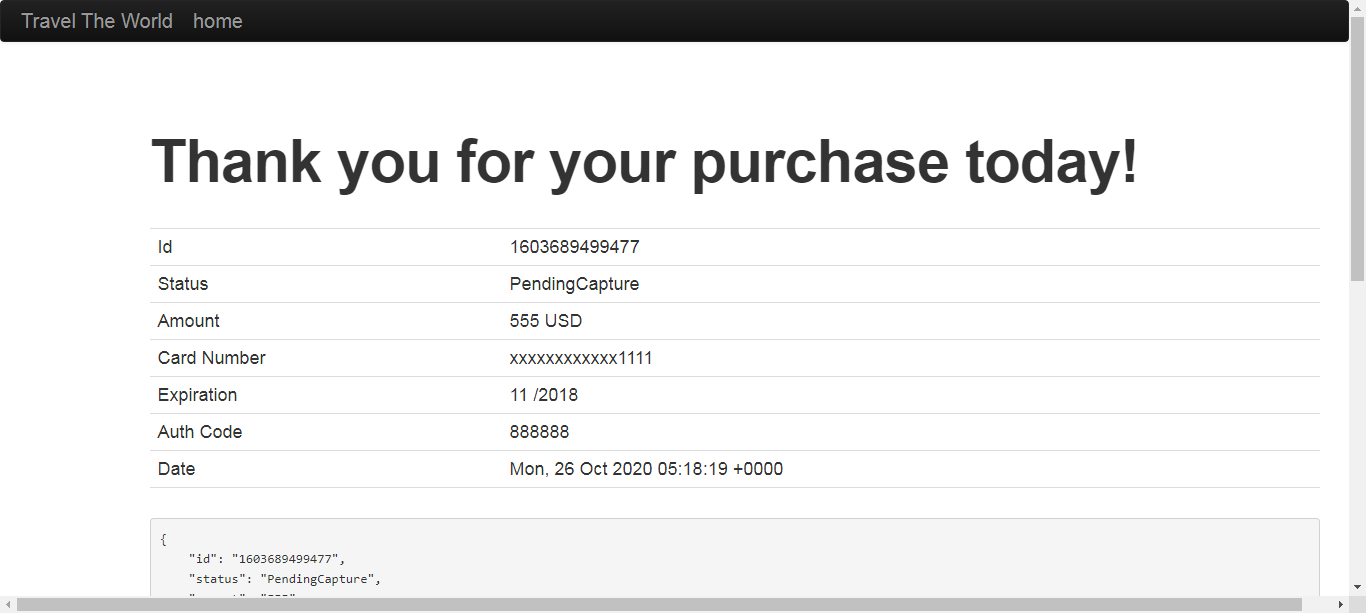 Travel The World home
Thank you for your purchase today!
Id 1603689499477
Status PendingCapture
Amount 555 USD
Card Number xxxxxxxxxxxx1111
Expiration 11 /2018
Auth Code 888888
Date Mon, 26 Oct 2020 05:18:19 +0000
{
"id": "1603689499477",
"status": "PendingCapture",